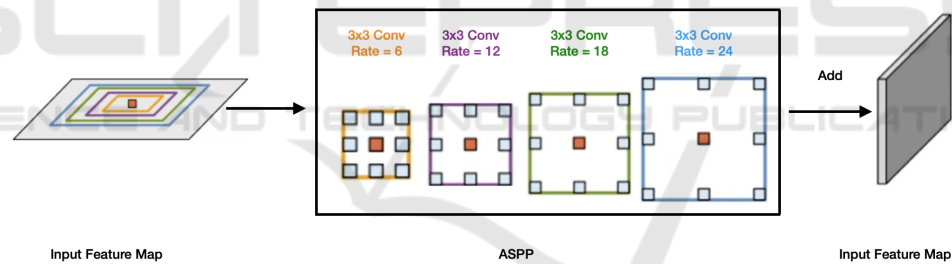 3x3 Conv
Rate = 6
3x3 Conv
Rate = 12
3x3 Conv
Rate = 18
3x3 Conv
Rate = 24
Add
Input Feature Map
ASPP
Input Feature Map